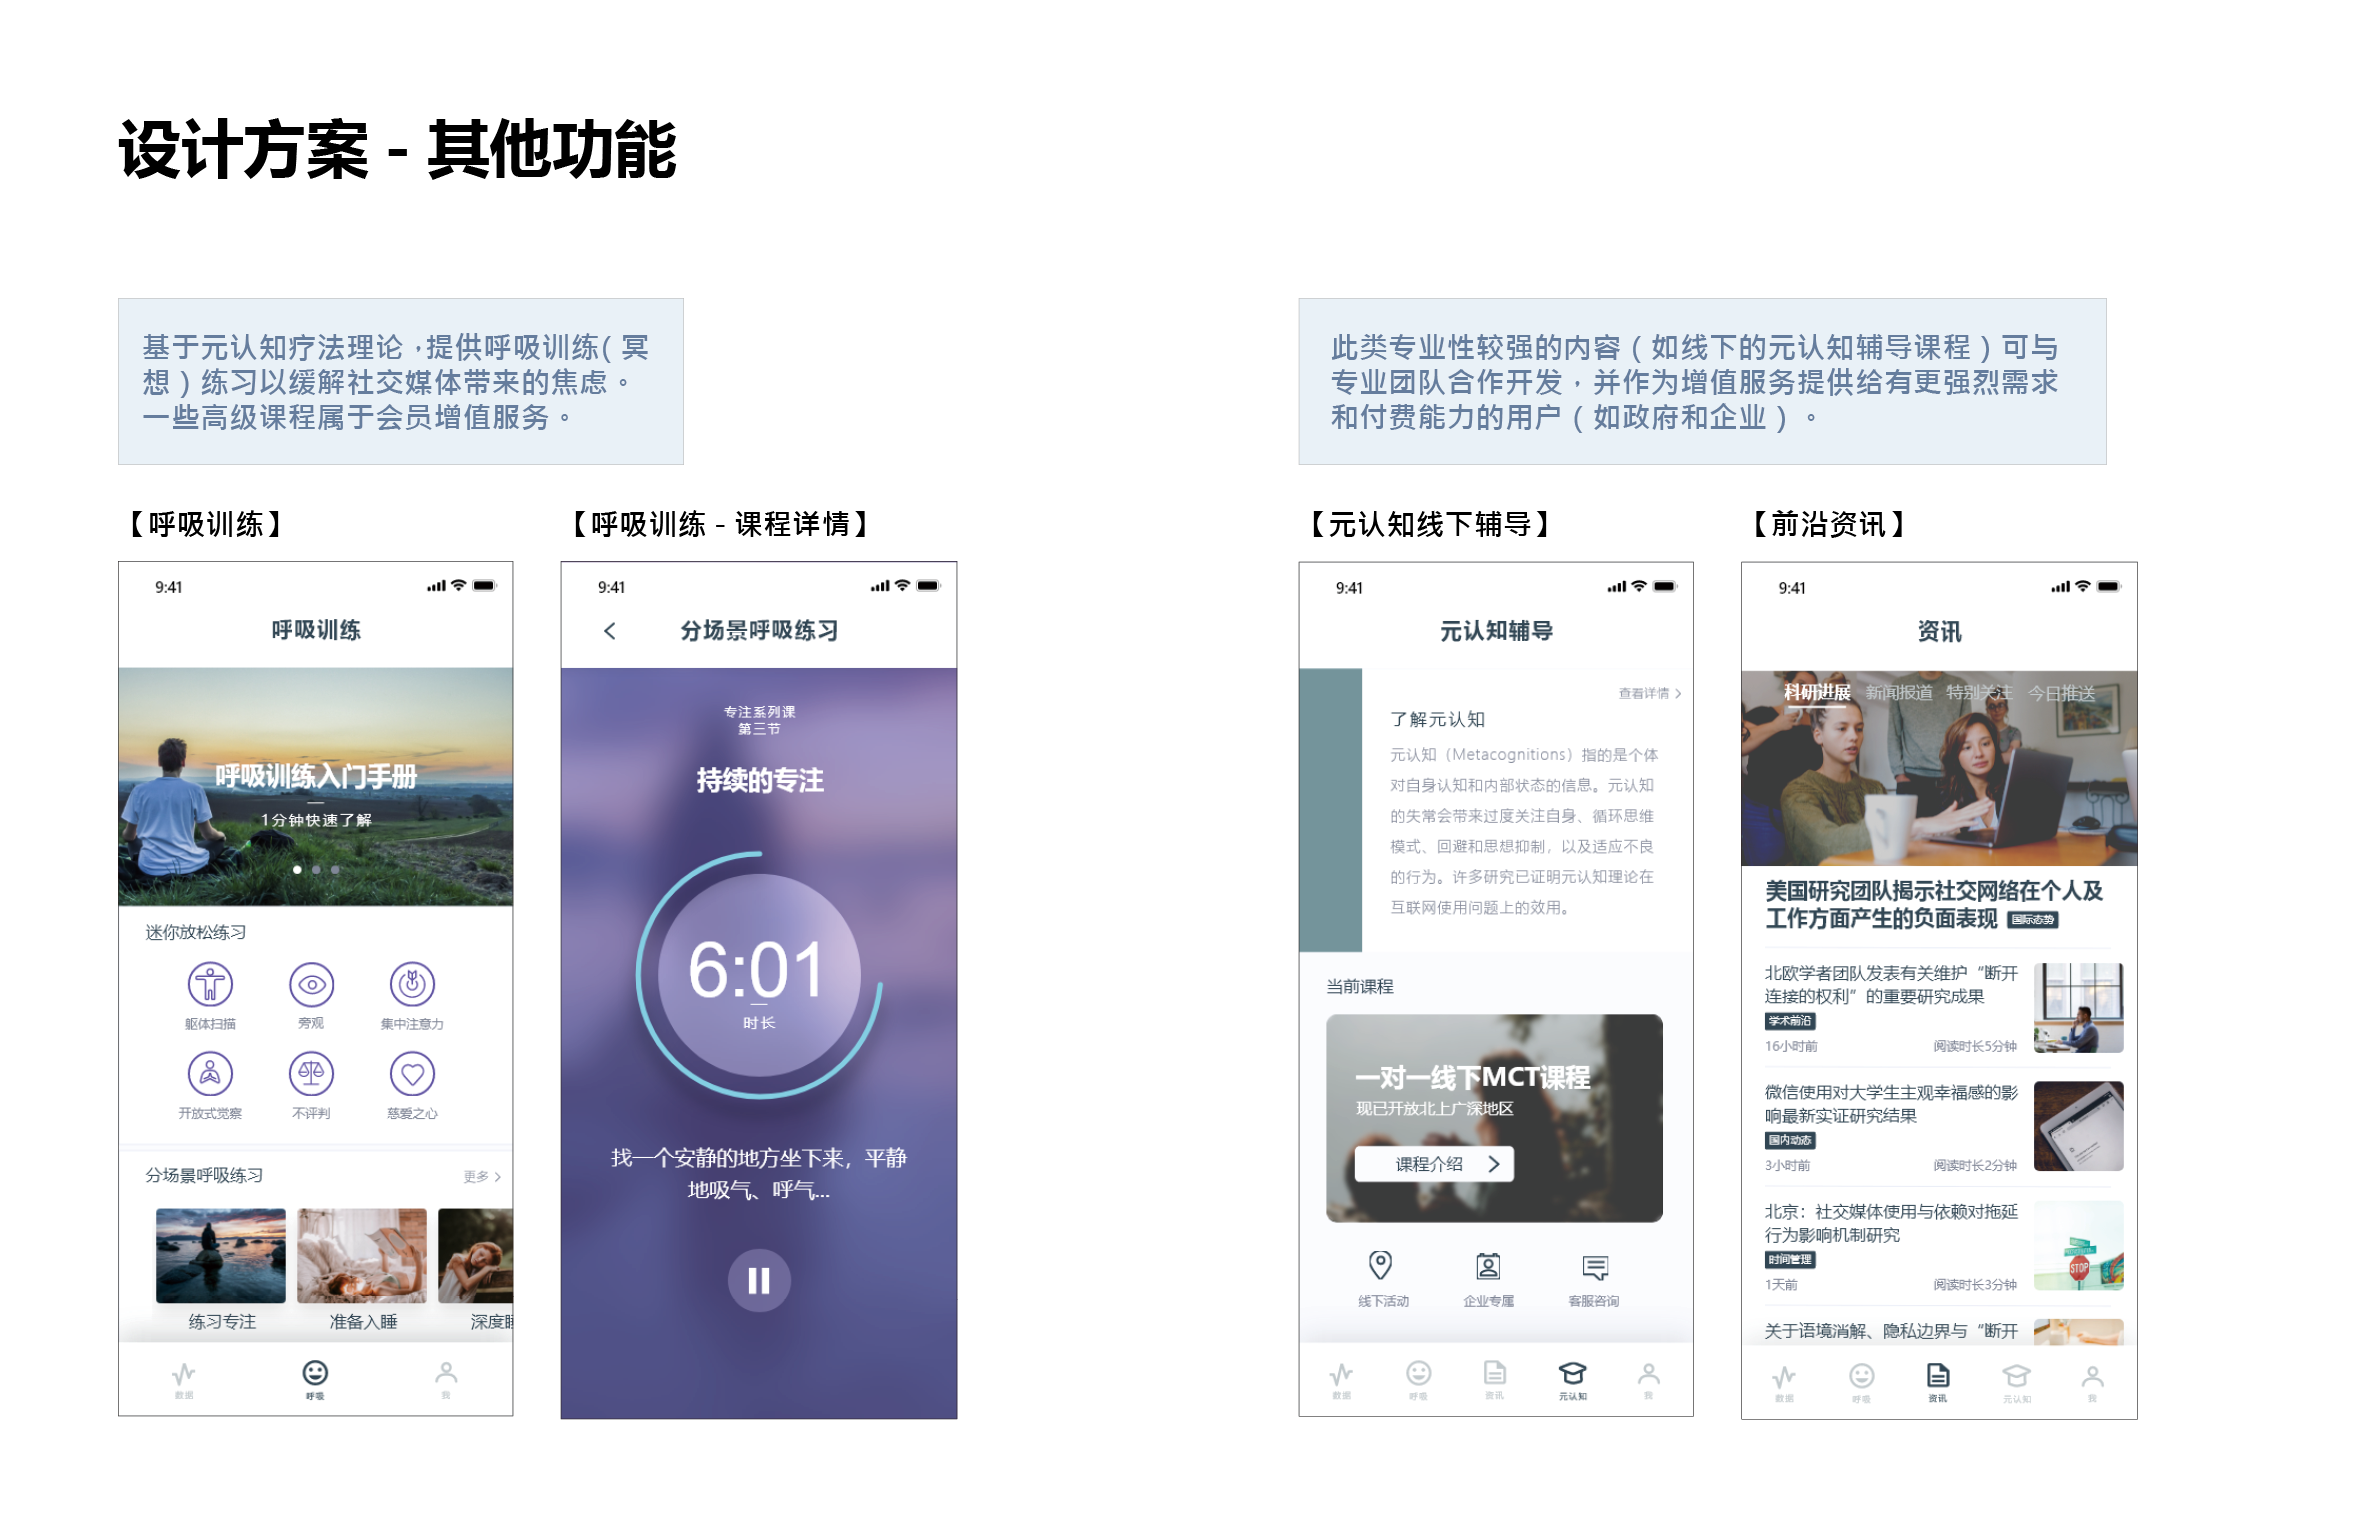 设计方案 - 其他功能
基于元认知疗法理论，提供呼吸训练（冥
想）练习以缓解社交媒体带来的焦虑。
一些高级课程属于会员增值服务。
此类专业性较强的内容（如线下的元认知辅导课程）可与
专业团队合作开发，并作为增值服务提供给有更强烈需求
和付费能力的用户（如政府和企业）。
【呼吸训练】
9:41
呼吸训练
呼吸训练入门手册
1分钟快速了解
迷你放松练习
躯体扫描 旁观 集中注意力
开放式觉察 不评判 慈爱之心
分场景呼吸练习 更多
练习专注 准备入睡 深度睡
数据 呼吸 我
【呼吸训练 - 课程详情】
9:41
分场景呼吸练习
专注系列课
第三节
持续的专注
6:01
时长
找一个安静的地方坐下来，平静
地吸气、呼气...
【元认知线下辅导】
9:41
元认知辅导
查看详情
了解元认知
元认知（Metacognitions）指的是个体
对自身认知和内部状态的信息。元认知
的失常会带来过度关注自身、循环思维
模式、回避和思想抑制，以及适应不良
的行为。许多研究已证明元认知理论在
互联网使用问题上的效用。
当前课程
一对一线下MCT课程
现已开放北上广深地区
课程介绍
线下活动 企业专属 客服咨询
数据 呼吸 资讯 元认知 我
【前沿资讯】
9:41
资讯
科研进展 新闻报道 特别关注 今日推送
美国研究团队揭示社交网络在个人及
工作方面产生的负面表现 国际态势
北欧学者团队发表有关维护“断开
连接的权利”的重要研究成果
学术前沿
16小时前 阅读时长5分钟
微信使用对大学生主观幸福感的影
响最新实证研究结果
国内动态
3小时前 阅读时长2分钟
北京：社交媒体使用与依赖对拖延
行为影响机制研究
时间管理
1天前 阅读时长3分钟
STOP
关于语境消解、隐私边界与“断开
数据 呼吸 资讯 元认知 我